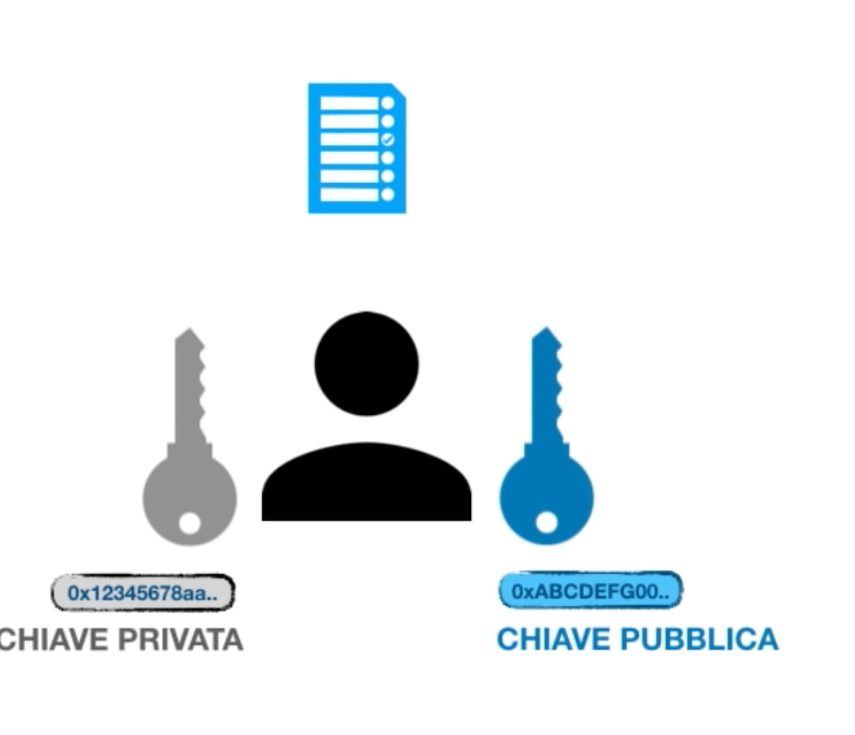 0x12345678aa..
0xABCDEFG00..
CHIAVE PRIVATA
CHIAVE PUBBLICA